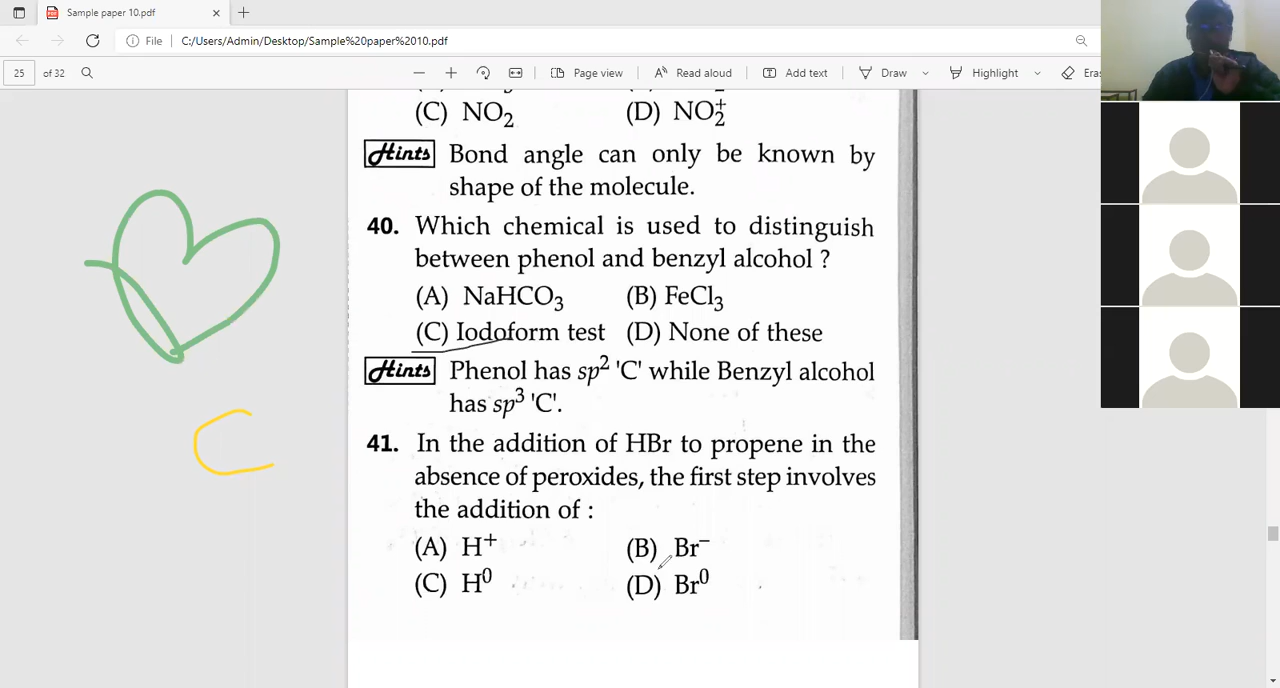 Sample paper 10.pdf
File C:/Users/Admin/Desktop/Sample%20paper%2010.pdf
25 of 32 Page view Read aloud Add text Draw Highlight
(C) NO₂ (D) NO₂⁺
Hints Bond angle can only be known by
shape of the molecule.
40. Which chemical is used to distinguish
between phenol and benzyl alcohol ?
(A) NaHCO₃ (B) FeCl₃
(C) Iodoform test (D) None of these
Hints Phenol has sp² 'C' while Benzyl alcohol
has sp³ 'C'.
41. In the addition of HBr to propene in the
absence of peroxides, the first step involves
the addition of :
(A) H⁺ (B) Br⁻
(C) H⁰ (D) Br⁰
C